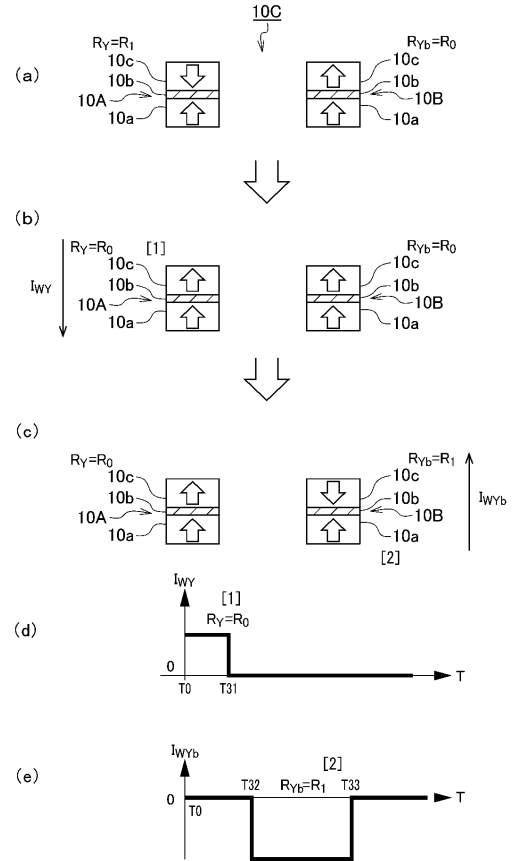 10C
R_Y=R_1
R_Yb=R_0
(a)
10c
10c
10b
10b
10A
10B
10a
10a
(b)
R_Y=R_0
[1]
R_Yb=R_0
10c
10c
I_WY
10b
10b
10A
10B
10a
10a
(c)
R_Y=R_0
R_Yb=R_1
10c
10c
10b
10b
I_WYb
10A
10B
10a
10a
[2]
I_WY
[1]
(d)
R_Y=R_0
0
T0
T31
T
I_WYb
[2]
(e)
T32
R_Yb=R_1
T33
0
T0
T